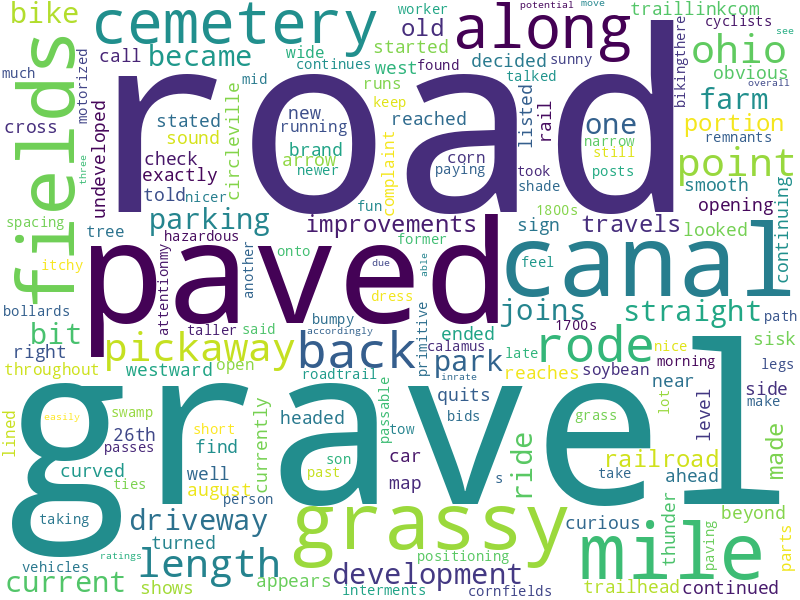 bike
cemetery
call
became
worker
old
started
wide
continues
west
runs
potential
move
along
decided
found
talked
sunny
traillinkcom
cyclists
see
ohio
obvious
overall
bikingthere
fields
much
cross
motorized
three
undeveloped
road
stated
sound
check
exactly
told
nicer
mid
circleville
arrow
new
running
brand
newer
keep
complaint
reached
corn
paying
fun
shade
took
listed
rail
one
narrow
still
posts
1800s
farm
portion
remnants
point
smooth
opening
spacing
tree
parking
hazardous
improvements
former
sign
travels
looked
continuing
itchy
paved
attentionmy
another
onto
due
able
dress
canal
feel
bollards
taller
said
bumpy
accordingly
primitive
ended
calamus
joins
1700s
straight
path
bit
right
pickaway
westward
open
back
park
late
rode
nice
sisk
throughout
roadtrail
inrate
reaches
soybean
near
morning
side
legs
make
gravel
easily
swamp
short
headed
passable
tow
quits
bids
grass
lot
level
lined
26th
passes
find
son
past
car
map
s
ride
take
railroad
ahead
made
curved
ties
well
august
currently
person
grassy
curious
thunder
paving
beyond
parts
taking
driveway
turned
length
development
positioning
mile
vehicles
ratings
current
shows
appears
interments
cornfields
trailhead
continued